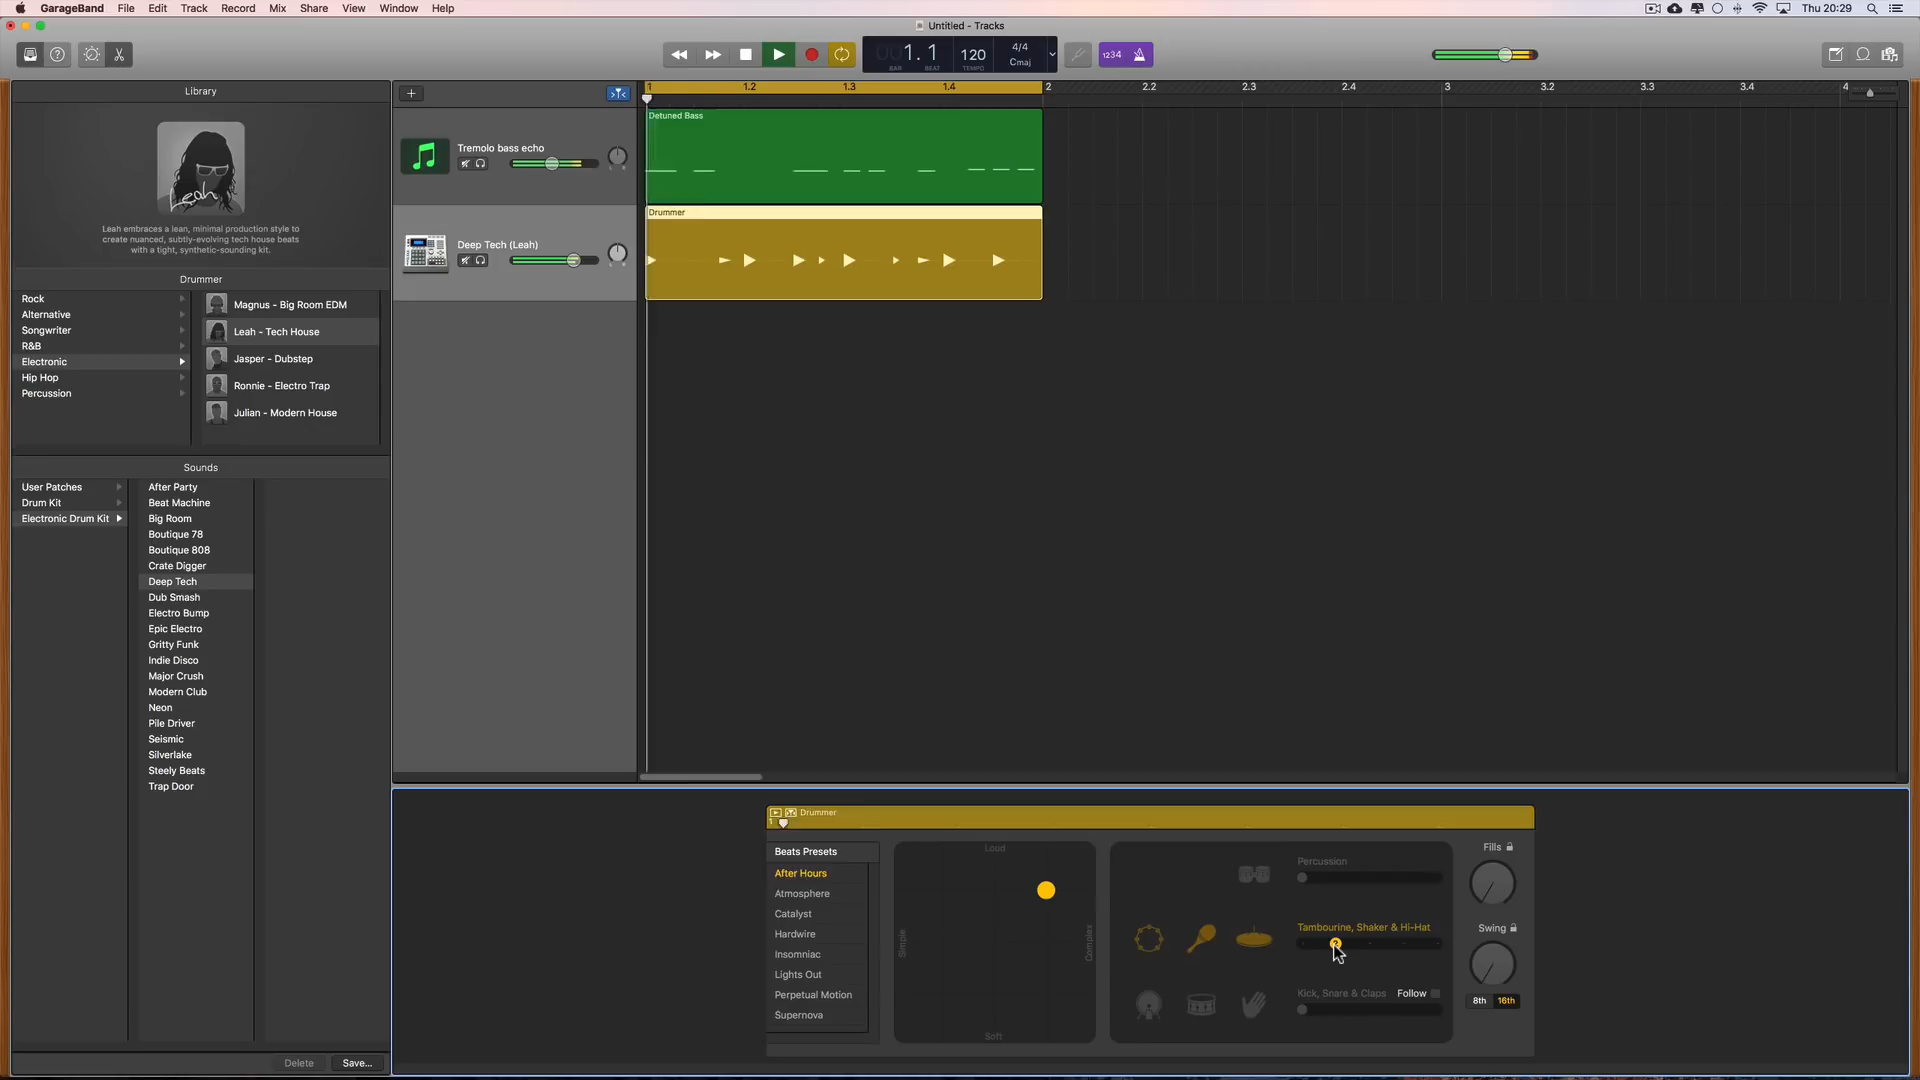 GarageBand File Edit Track Record Mix Share View Window Help
Thu 20:29
Untitled - Tracks
001.1
BAR BEAT
120
TEMPO
4/4
Cmaj
1234
Library
1 1.2 1.3 1.4 2 2.2 2.3 2.4 3 3.2 3.3 3.4 4
Leah
Leah embraces a lean, minimal production style to
create nuanced, subtly-evolving tech house beats
with a tight, synthetic-sounding kit.
Tremolo bass echo
Detuned Bass
Deep Tech (Leah)
Drummer
Drummer
Rock
Alternative
Songwriter
R&B
Electronic
Hip Hop
Percussion
Magnus - Big Room EDM
Leah - Tech House
Jasper - Dubstep
Ronnie - Electro Trap
Julian - Modern House
Sounds
User Patches
Drum Kit
Electronic Drum Kit
After Party
Beat Machine
Big Room
Boutique 78
Boutique 808
Crate Digger
Deep Tech
Dub Smash
Electro Bump
Epic Electro
Gritty Funk
Indie Disco
Major Crush
Modern Club
Neon
Pile Driver
Seismic
Silverlake
Steely Beats
Trap Door
Delete
Save...
Drummer
1
Beats Presets
After Hours
Atmosphere
Catalyst
Hardwire
Insomniac
Lights Out
Perpetual Motion
Supernova
Loud
Simple
Complex
Soft
Percussion
Tambourine, Shaker & Hi-Hat
2
Kick, Snare & Claps Follow
Fills
Swing
8th 16th